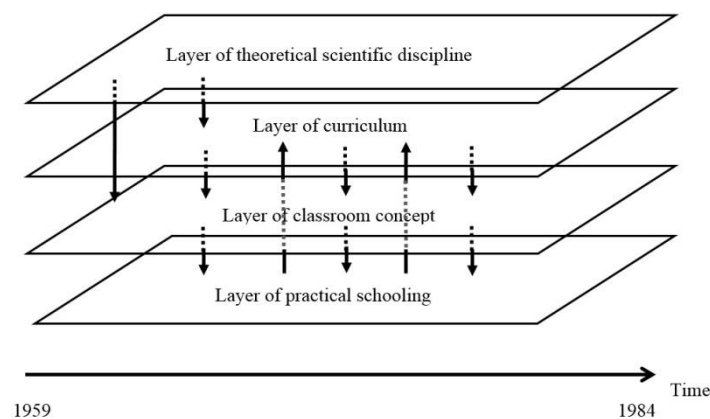 Layer of theoretical scientific discipline
Layer of curriculum
Layer of classroom concept
Layer of practical schooling
Time
1959
1984